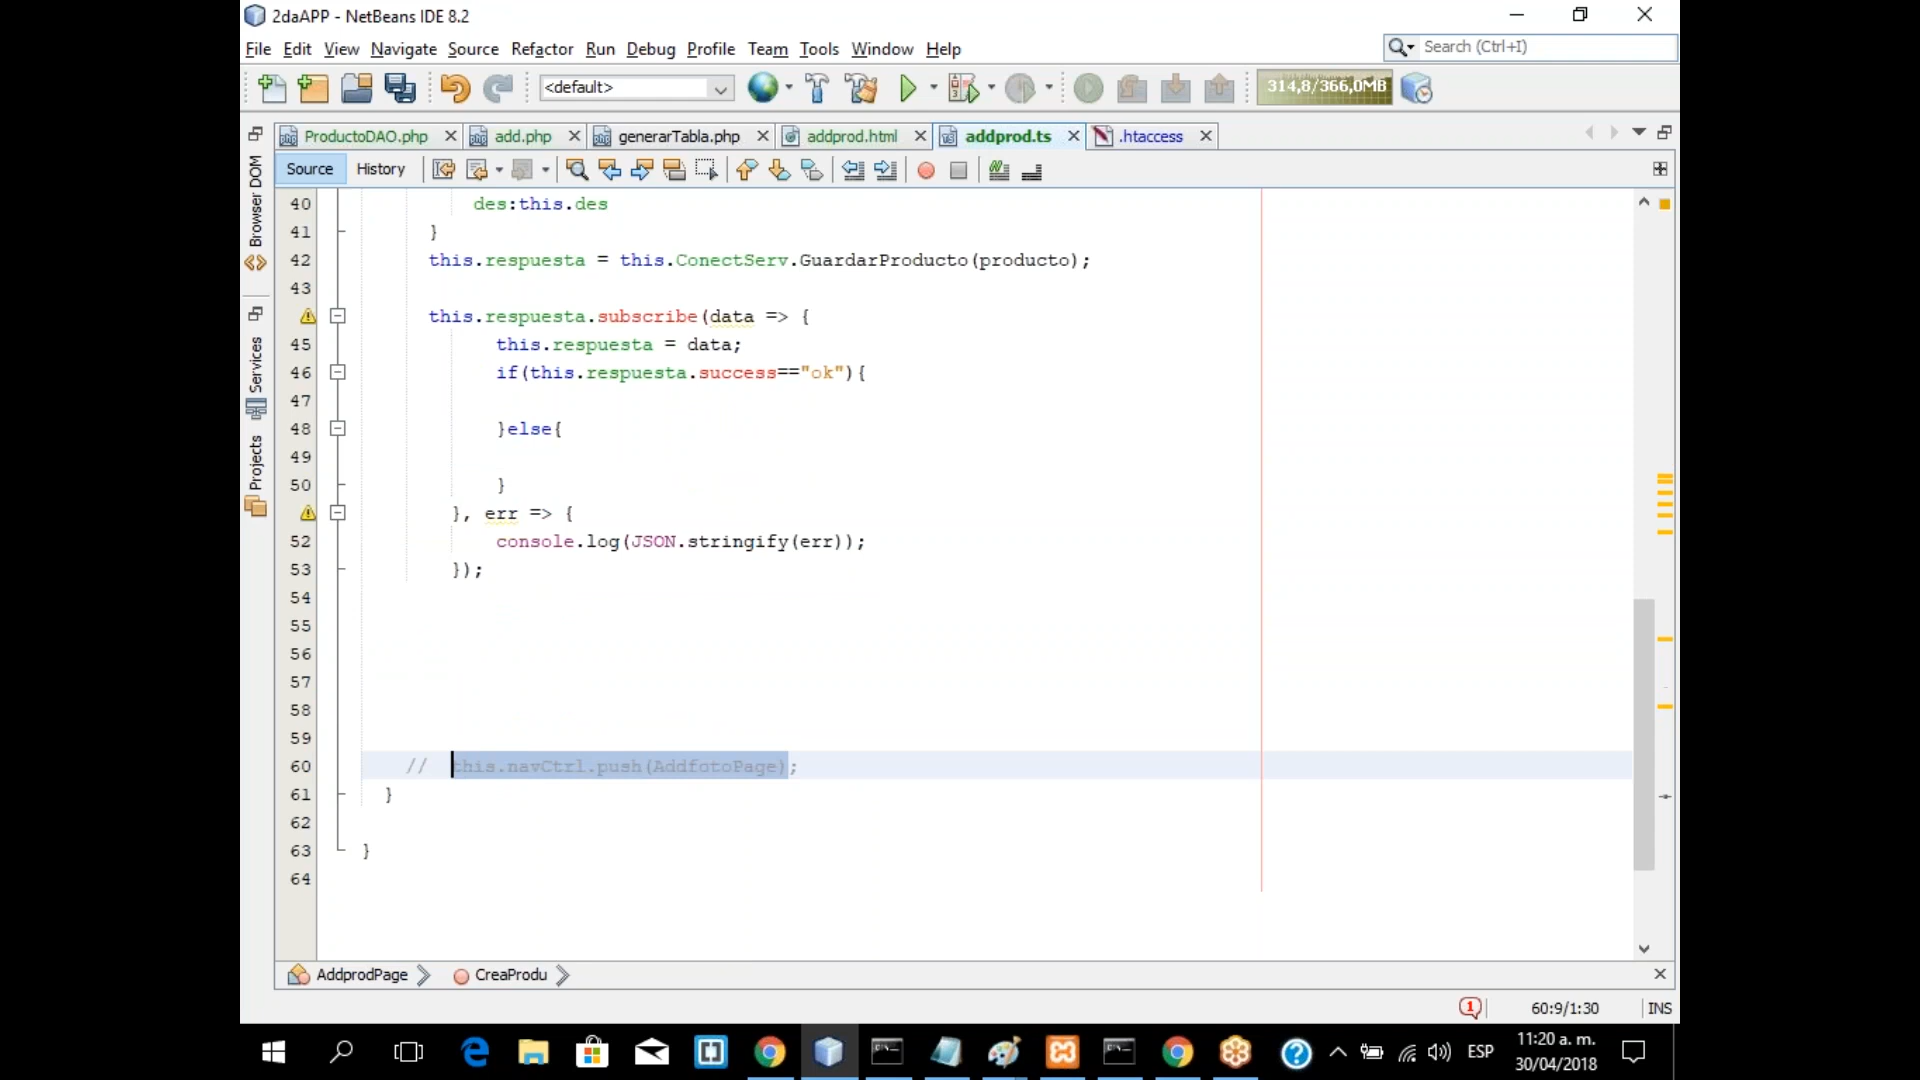 2daAPP - NetBeans IDE 8.2
File Edit View Navigate Source Refactor Run Debug Profile Team Tools Window Help
Search (Ctrl+I)
<default>
314,8/366,0MB
ProductoDAO.php add.php generarTabla.php addprod.html addprod.ts .htaccess
Source History
Browser DOM
Services
Projects
40 des:this.des
41 }
42 this.respuesta = this.ConectServ.GuardarProducto(producto);
43
this.respuesta.subscribe(data => {
45 this.respuesta = data;
46 if(this.respuesta.success=="ok"){
47
48 }else{
49
50 }
}, err => {
52 console.log(JSON.stringify(err));
53 });
54
55
56
57
58
59
60 // this.navCtrl.push(AddfotoPage);
61 }
62
63 }
64
AddprodPage CreaProdu
1
60:9/1:30 INS
ESP
11:20 a. m.
30/04/2018